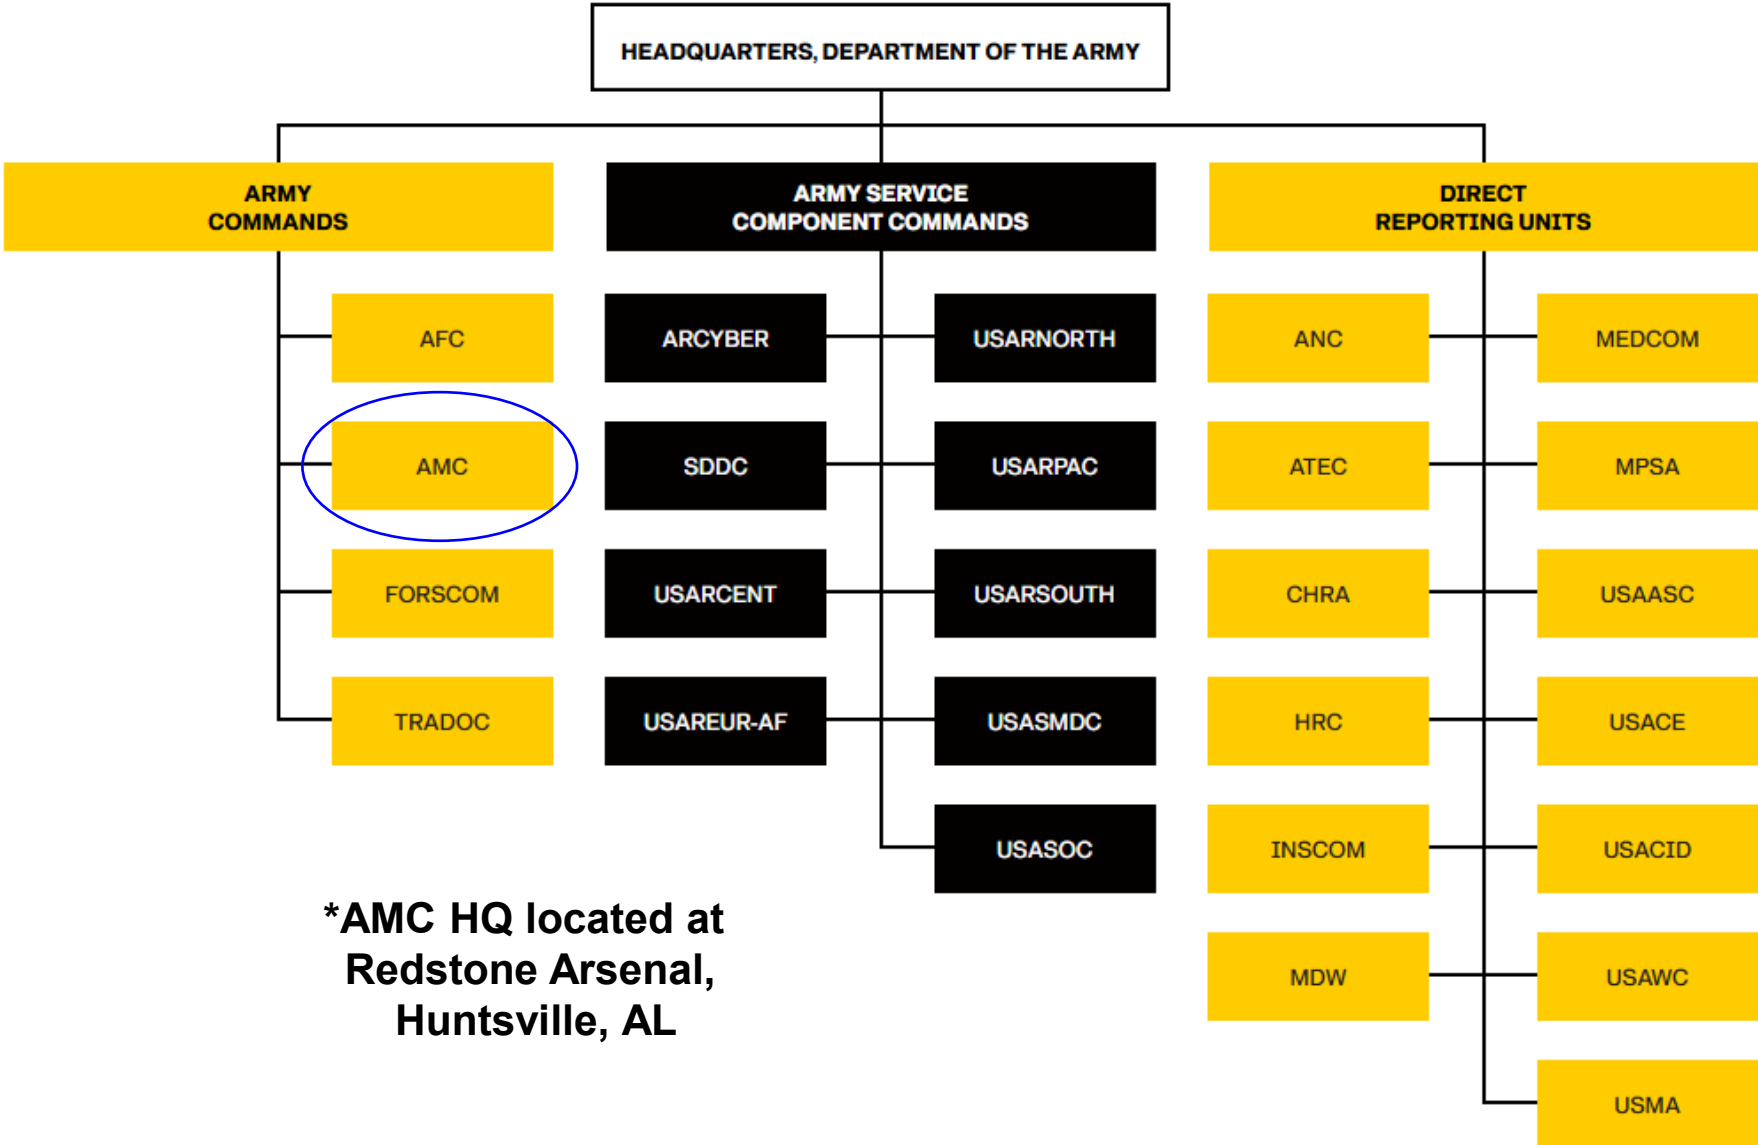 HEADQUARTERS, DEPARTMENT OF THE ARMY
ARMY
COMMANDS
AFC
AMC
FORSCOM
TRADOC
ARMY SERVICE
COMPONENT COMMANDS
ARCYBER
USARNORTH
SDDC
USARPAC
USARCENT
USARSOUTH
USAREUR-AF
USASMDC
USASOC
DIRECT
REPORTING UNITS
ANC
MEDCOM
ATEC
MPSA
CHRA
USAASC
HRC
USACE
INSCOM
USACID
MDW
USAWC
USMA
*AMC HQ located at
Redstone Arsenal,
Huntsville, AL